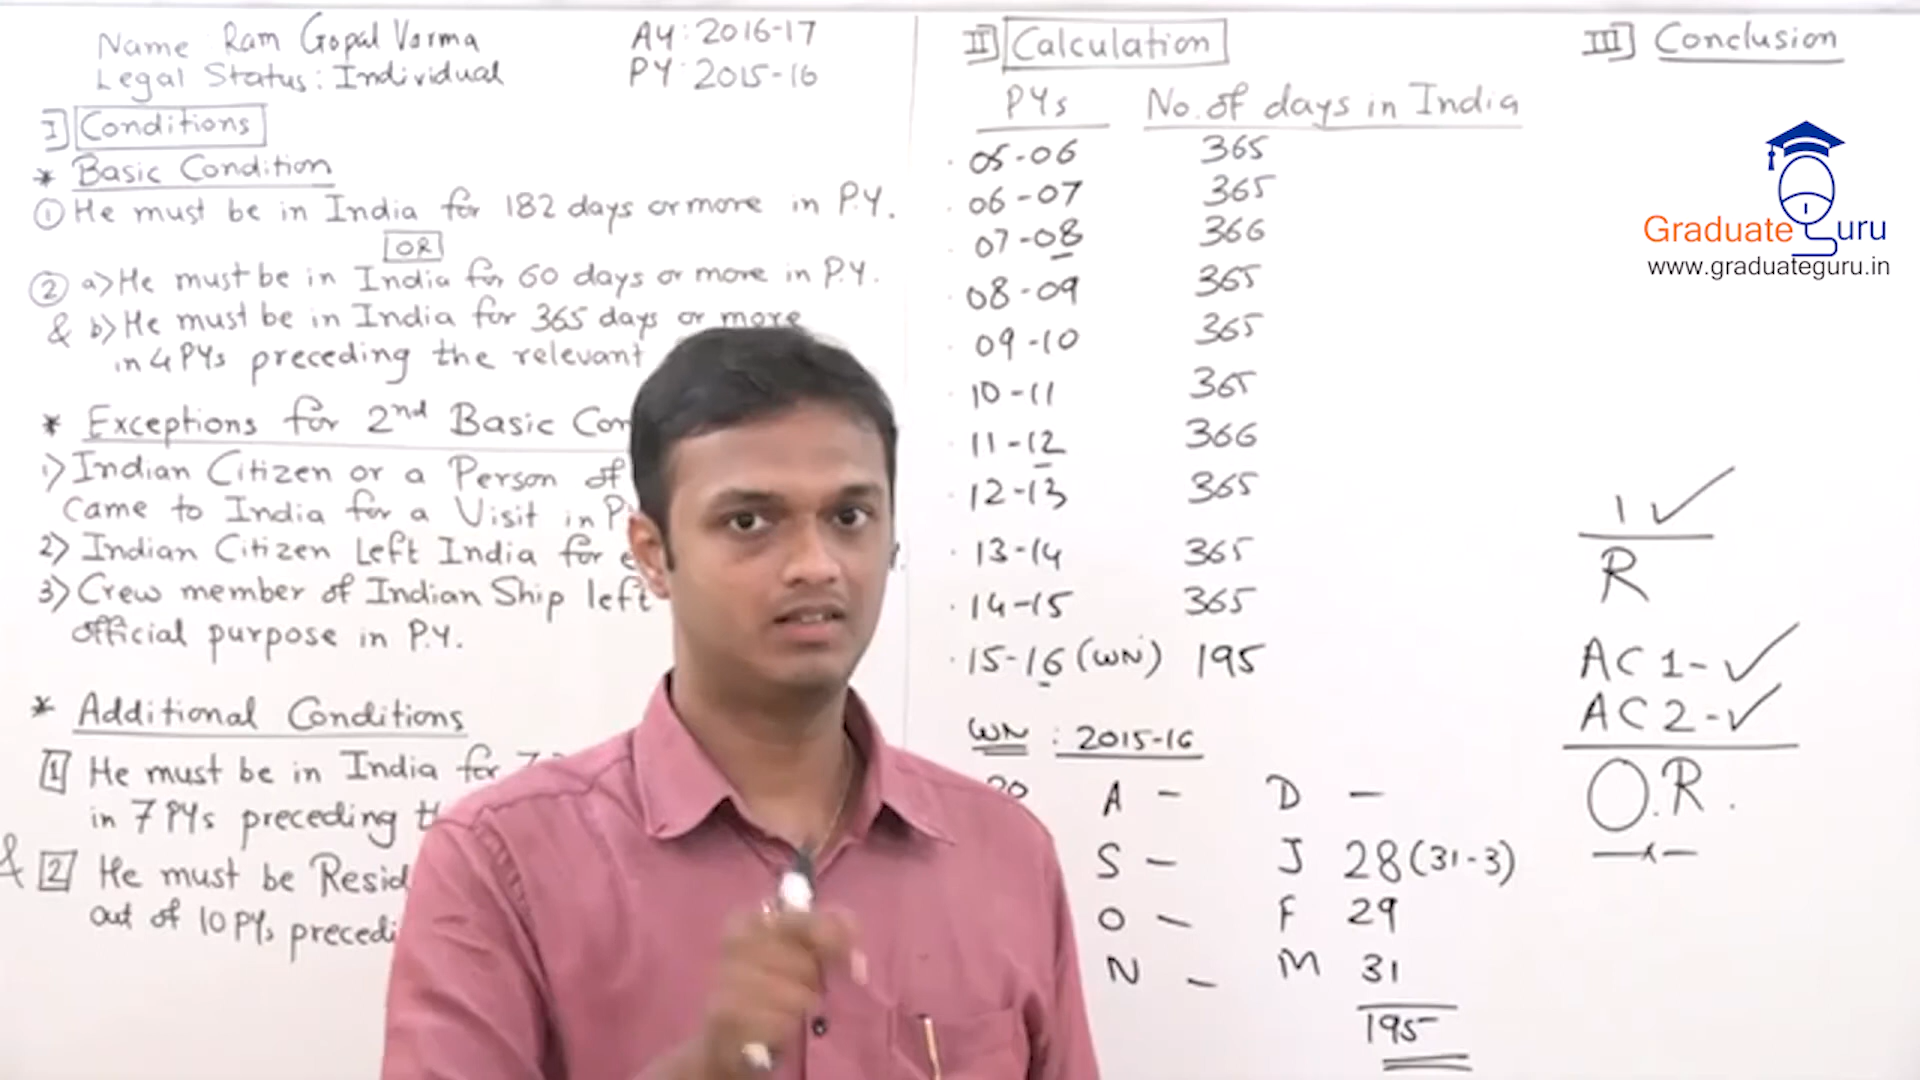 Name Ram Gopal Varma AY: 2016-17
Legal Status: Individual PY: 2015-16
I] Conditions
* Basic Condition
① He must be in India for 182 days or more in P.Y.
OR
② a) He must be in India for 60 days or more in P.Y.
& b) He must be in India for 365 days or more
in 4 PYs preceding the relevant
* Exceptions for 2nd Basic
1) Indian Citizen or a Person of
Came to India for a Visit in
2) Indian Citizen Left India for
3) Crew member of Indian Ship left
official purpose in P.Y.
* Additional Conditions
1 He must be in India for
in 7 PYs preceding
& 2 He must be
out of 10 PYs
II] Calculation
PYs No. of days in India
05-06 365
06-07 365
07-08 366
08-09 365
09-10 365
10-11 365
11-12 366
12-13 365
13-14 365
14-15 365
15-16 (WN) 195
WN : 2015-16
A - D -
S - J 28 (31-3)
O - F 29
N - M 31
195
III] Conclusion
Graduate Guru
www.graduateguru.in
1 ✓
R
AC 1 - ✓
AC 2 - ✓
O.R.